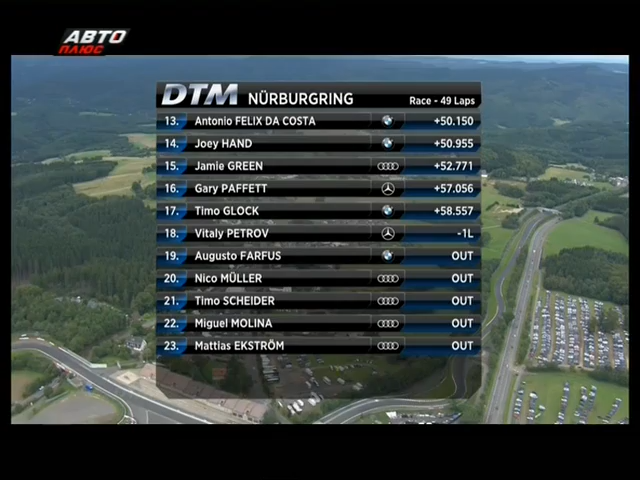 АВТО
ПЛЮС
DTM NÜRBURGRING Race - 49 Laps
13. Antonio FELIX DA COSTA +50.150
14. Joey HAND +50.955
15. Jamie GREEN +52.771
16. Gary PAFFETT +57.056
17. Timo GLOCK +58.557
18. Vitaly PETROV -1L
19. Augusto FARFUS OUT
20. Nico MÜLLER OUT
21. Timo SCHEIDER OUT
22. Miguel MOLINA OUT
23. Mattias EKSTRÖM OUT